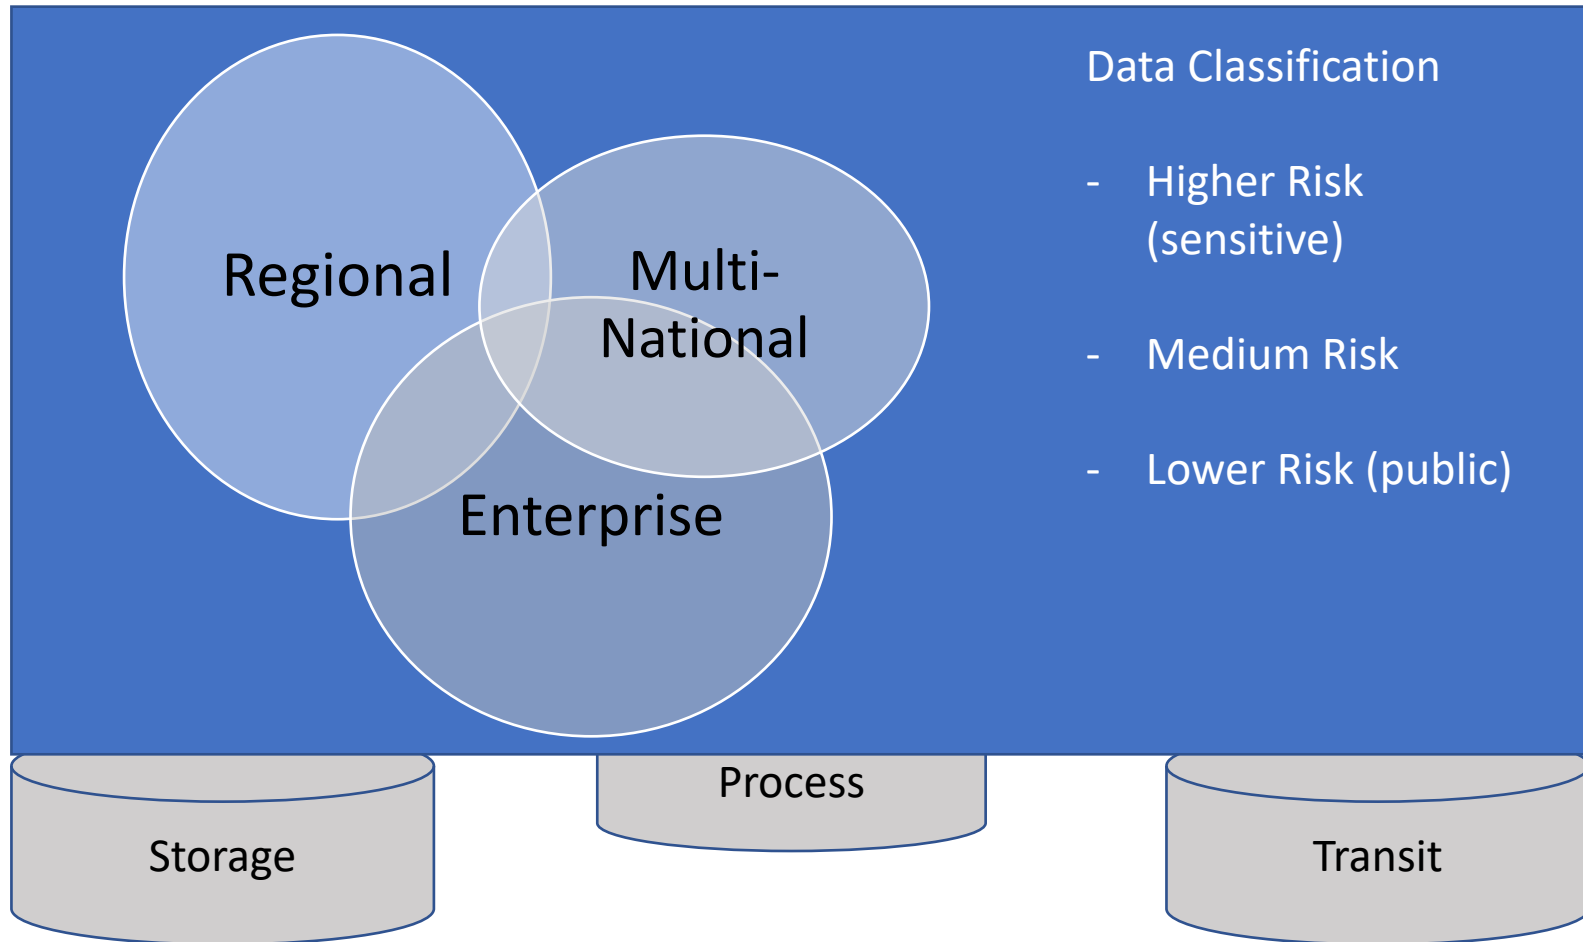 Data Classification
- Higher Risk
(sensitive)
- Medium Risk
- Lower Risk (public)
Regional
Multi-
National
Enterprise
Storage
Process
Transit